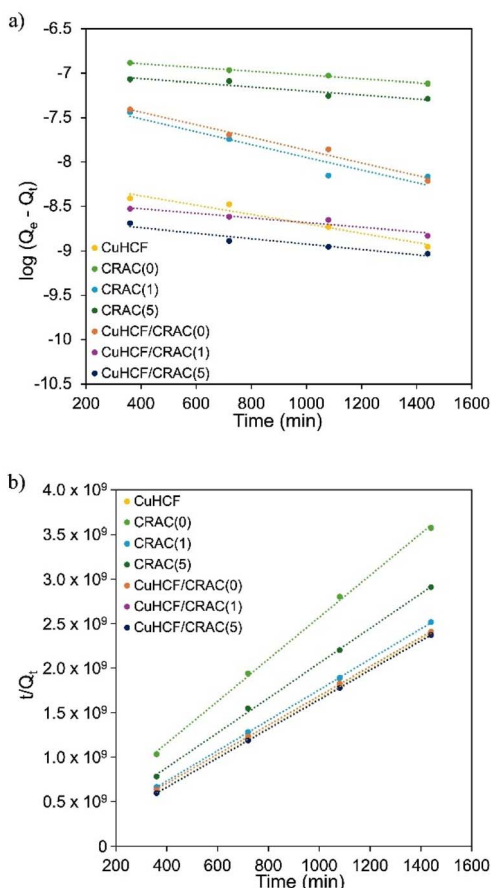 a)
-6.5
-7
-7.5
-8
-8.5
-9
-9.5
-10
-10.5
log (Qe - Qt)
CuHCF
CRAC(0)
CRAC(1)
CRAC(5)
CuHCF/CRAC(0)
CuHCF/CRAC(1)
CuHCF/CRAC(5)
200 400 600 800 1000 1200 1400 1600
Time (min)
b)
4.0 x 10⁹
3.5 x 10⁹
3.0 x 10⁹
2.5 x 10⁹
2.0 x 10⁹
1.5 x 10⁹
1.0 x 10⁹
0.5 x 10⁹
t/Qt
CuHCF
CRAC(0)
CRAC(1)
CRAC(5)
CuHCF/CRAC(0)
CuHCF/CRAC(1)
CuHCF/CRAC(5)
200 400 600 800 1000 1200 1400 1600
Time (min)